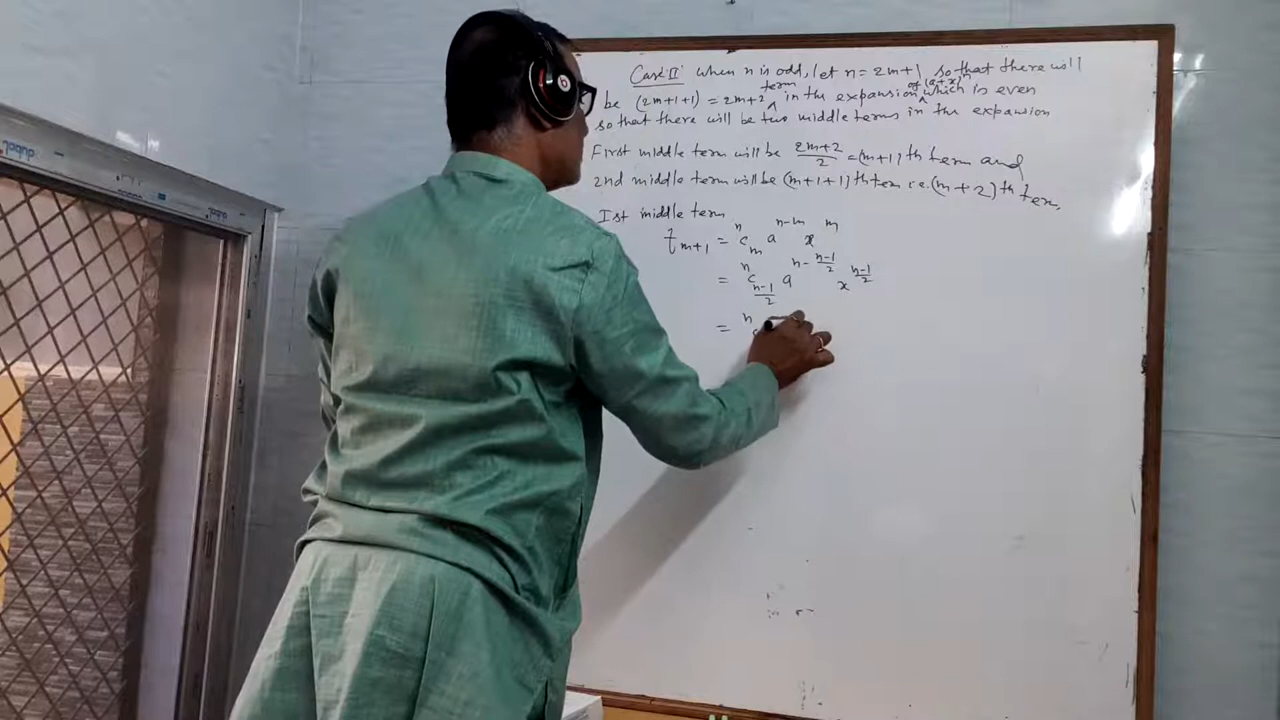 Case II when n is odd, let n = 2m+1 so that there will
be (2m+1+1) = 2m+2 term in the expansion of (a+x)^n which is even
so that there will be two middle terms in the expansion
First middle term will be (2m+2)/2 = (m+1)th term and
2nd middle term will be (m+1+1)th term i.e. (m+2)th term,
Ist middle term
t_{m+1} = ^nC_m a^{n-m} x^m
= ^nC_{(n-1)/2} a^{n-(n-1)/2} x^{(n-1)/2}
= ^n